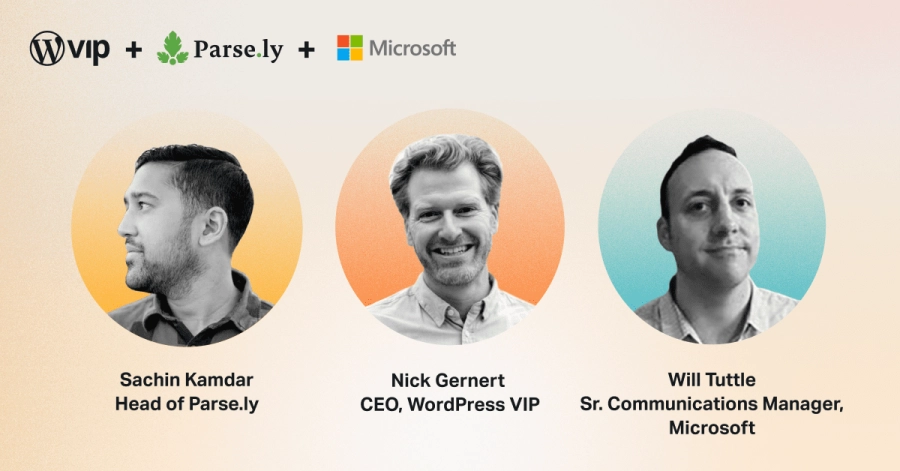 VIP + Parse.ly + Microsoft
Sachin Kamdar
Head of Parse.ly
Nick Gernert
CEO, WordPress VIP
Will Tuttle
Sr. Communications Manager,
Microsoft